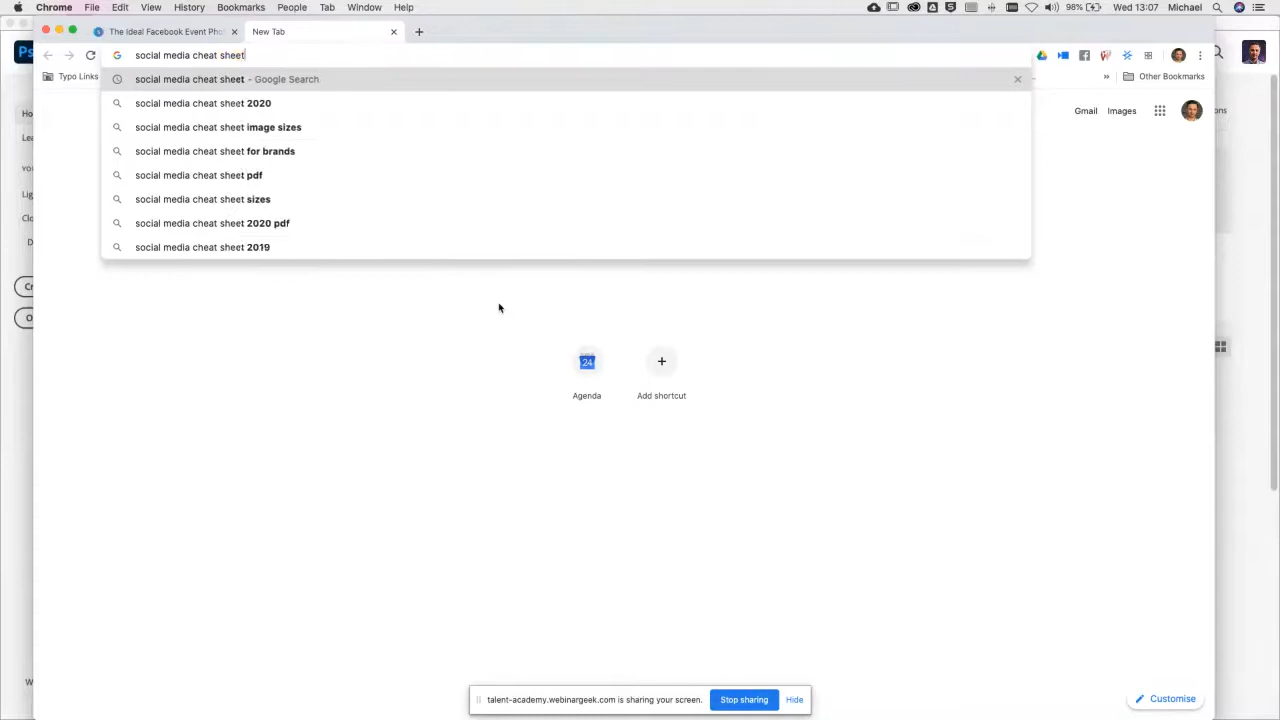 Chrome File Edit View History Bookmarks People Tab Window Help 98% Wed 13:07 Michael
Ps
The Ideal Facebook Event Pho
New Tab
social media cheat sheet
Typo Links
» Other Bookmarks
social media cheat sheet - Google Search
social media cheat sheet 2020
social media cheat sheet image sizes
social media cheat sheet for brands
social media cheat sheet pdf
social media cheat sheet sizes
social media cheat sheet 2020 pdf
social media cheat sheet 2019
Gmail Images
24
Agenda
Add shortcut
talent-academy.webinargeek.com is sharing your screen.
Stop sharing
Hide
Customise